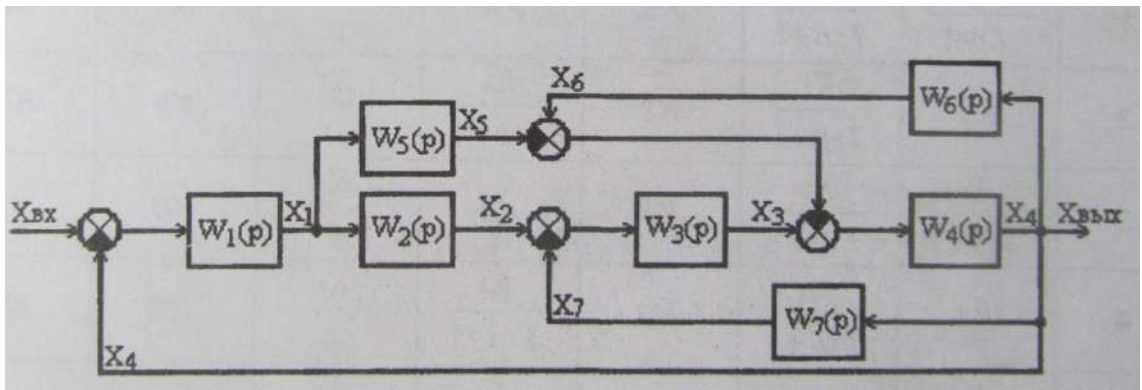 X6
W6(p)
W5(p)
X5
Xвх
W1(p)
X1
W2(p)
X2
W3(p)
X3
W4(p)
X4
Xвых
X7
W7(p)
X4